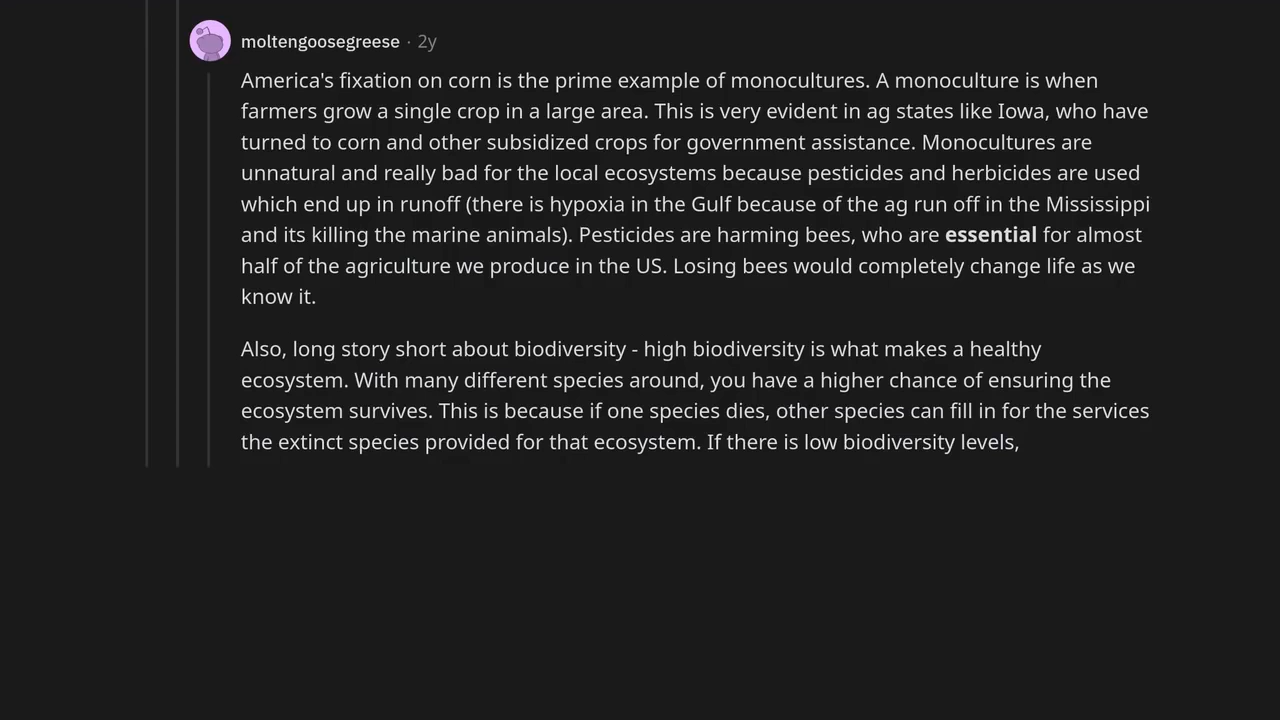 moltengoosegreese · 2y
America's fixation on corn is the prime example of monocultures. A monoculture is when
farmers grow a single crop in a large area. This is very evident in ag states like Iowa, who have
turned to corn and other subsidized crops for government assistance. Monocultures are
unnatural and really bad for the local ecosystems because pesticides and herbicides are used
which end up in runoff (there is hypoxia in the Gulf because of the ag run off in the Mississippi
and its killing the marine animals). Pesticides are harming bees, who are essential for almost
half of the agriculture we produce in the US. Losing bees would completely change life as we
know it.
Also, long story short about biodiversity - high biodiversity is what makes a healthy
ecosystem. With many different species around, you have a higher chance of ensuring the
ecosystem survives. This is because if one species dies, other species can fill in for the services
the extinct species provided for that ecosystem. If there is low biodiversity levels,